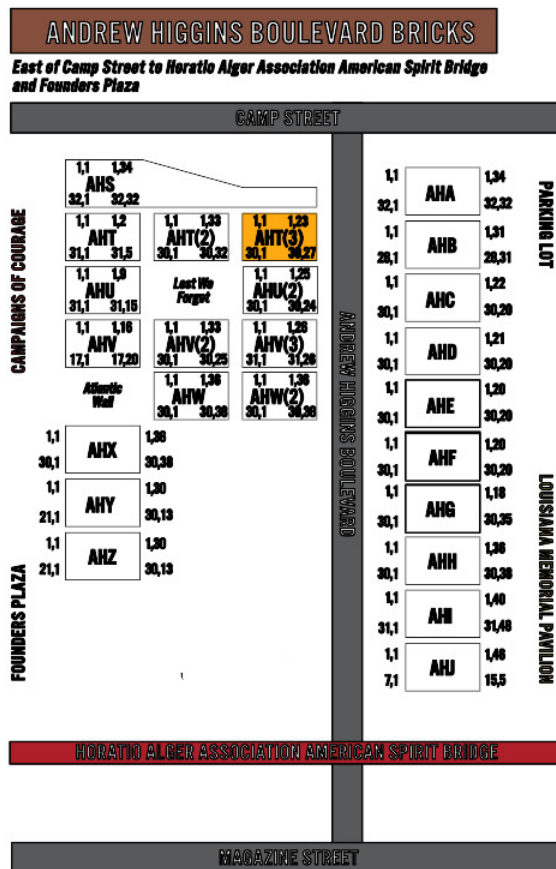 ANDREW HIGGINS BOULEVARD BRICKS
East of Camp Street to Horatio Alger Association American Spirit Bridge
and Founders Plaza
CAMP STREET
1,1 1,34
AHS
32,1 32,32
1,1 1,2
AHT
31,1 31,5
1,1 1,33
AHT(2)
30,1 30,32
1,1 1,23
AHT(3)
30,1 30,27
1,1 1,9
AHU
31,1 31,15
Lest We
Forget
1,1 1,25
AHU(2)
30,1 30,24
1,1 1,16
AHV
17,1 17,20
1,1 1,33
AHV(2)
30,1 30,25
1,1 1,26
AHV(3)
31,1 31,26
Atlantic
Wall
1,1 1,36
AHW
30,1 30,38
1,1 1,36
AHW(2)
30,1 36,38
1,1 1,36
AHX
30,1 30,38
1,1 1,30
AHY
21,1 30,13
1,1 1,30
AHZ
21,1 30,13
CAMPAIGNS OF COURAGE
FOUNDERS PLAZA
ANDREW HIGGINS BOULEVARD
1,1 1,34
AHA
32,1 32,32
1,1 1,31
AHB
28,1 28,31
1,1 1,22
AHC
30,1 30,20
1,1 1,21
AHD
30,1 30,20
1,1 1,20
AHE
30,1 30,20
1,1 1,20
AHF
30,1 30,20
1,1 1,18
AHG
30,1 30,35
1,1 1,36
AHH
30,1 30,38
1,1 1,40
AHI
31,1 31,48
1,1 1,46
AHJ
7,1 15,5
PARKING LOT
LOUISIANA MEMORIAL PAVILION
HORATIO ALGER ASSOCIATION AMERICAN SPIRIT BRIDGE
MAGAZINE STREET